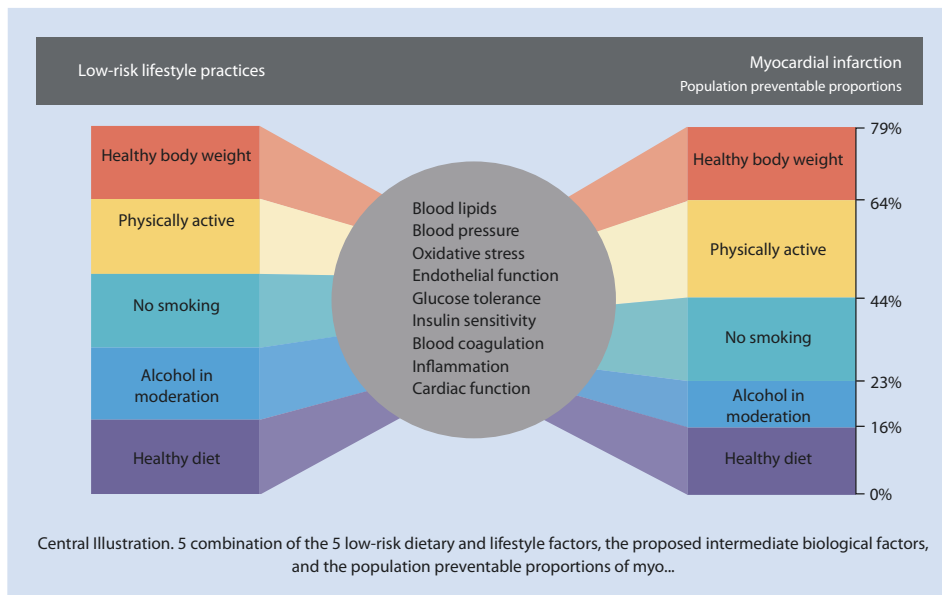 Low-risk lifestyle practices
Myocardial infarction
Population preventable proportions
Healthy body weight
Physically active
No smoking
Alcohol in
moderation
Healthy diet
Blood lipids
Blood pressure
Oxidative stress
Endothelial function
Glucose tolerance
Insulin sensitivity
Blood coagulation
Inflammation
Cardiac function
Healthy body weight
Physically active
No smoking
Alcohol in
moderation
Healthy diet
79%
64%
44%
23%
16%
0%
Central Illustration. 5 combination of the 5 low-risk dietary and lifestyle factors, the proposed intermediate biological factors,
and the population preventable proportions of myo...